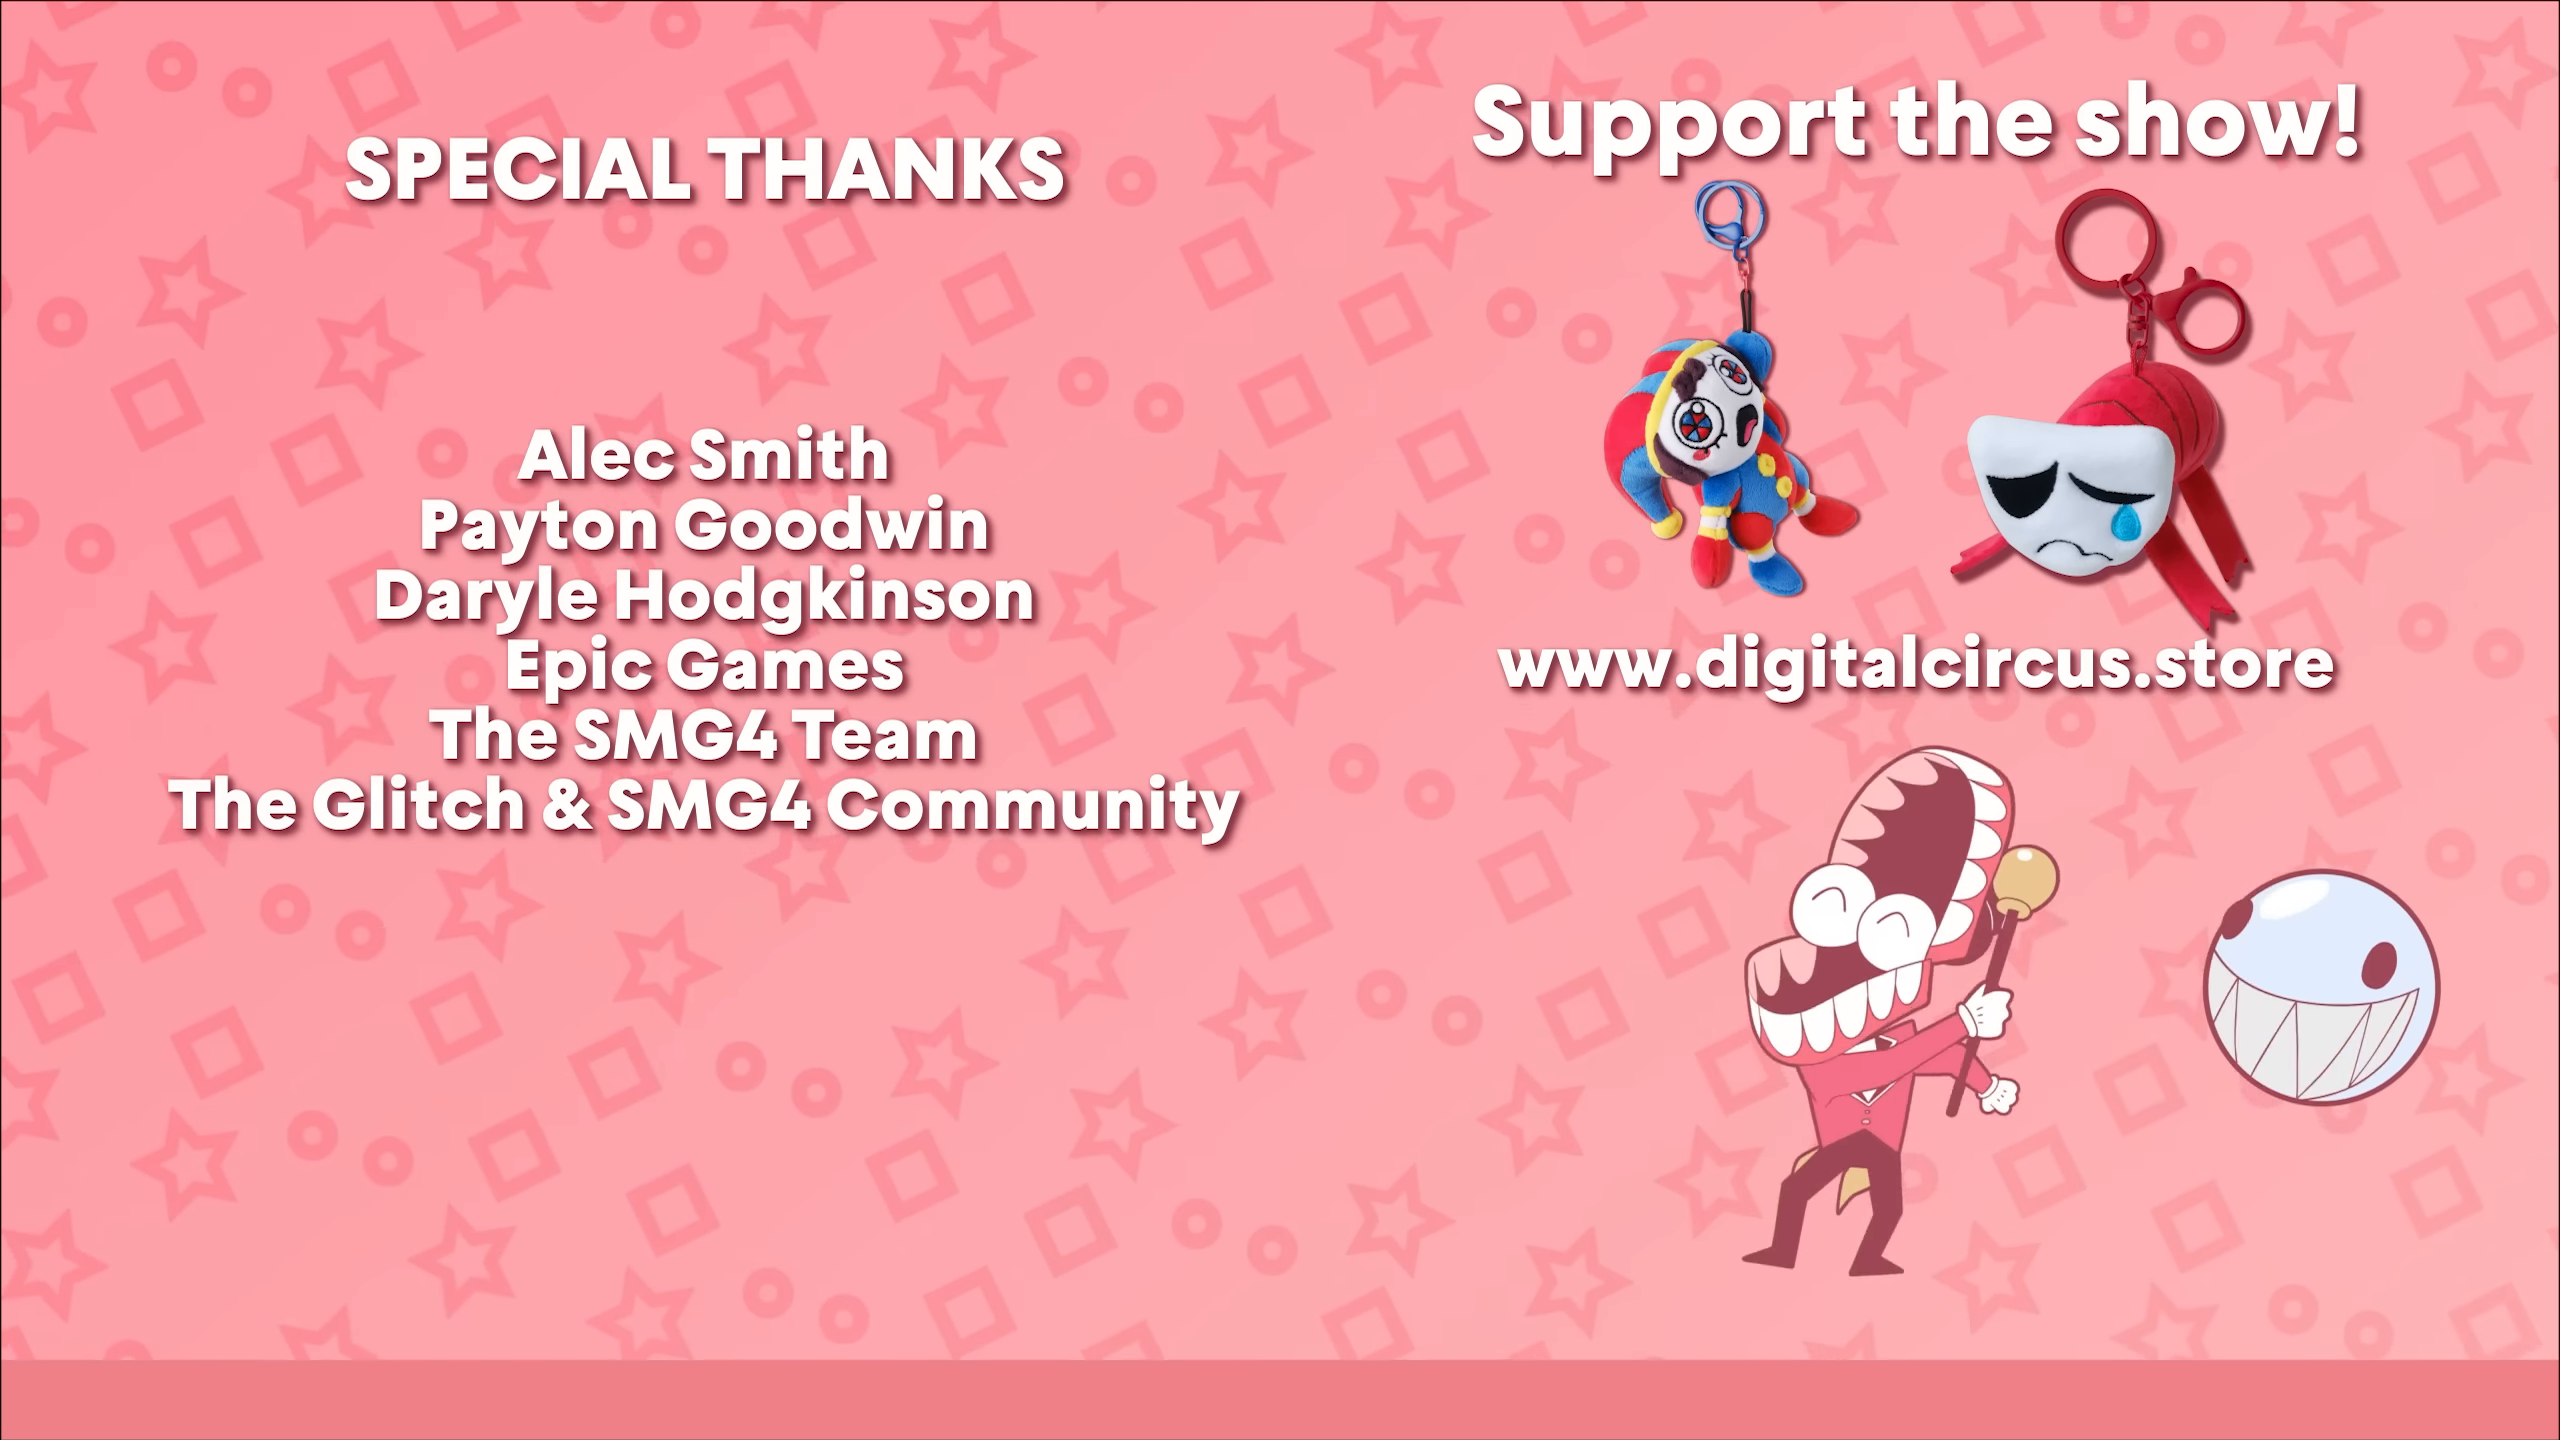 SPECIAL THANKS
Alec Smith
Payton Goodwin
Daryle Hodgkinson
Epic Games
The SMG4 Team
The Glitch & SMG4 Community
Support the show!
www.digitalcircus.store